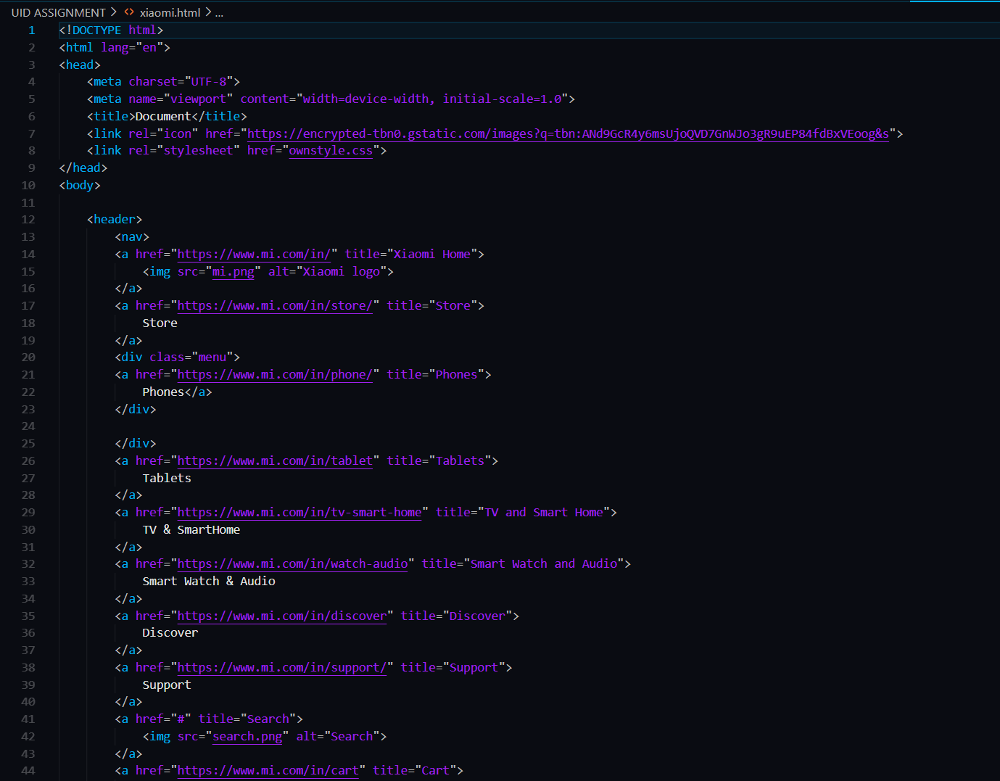 UID ASSIGNMENT > <> xiaomi.html > ...
1 <!DOCTYPE html>
2 <html lang="en">
3 <head>
4     <meta charset="UTF-8">
5     <meta name="viewport" content="width=device-width, initial-scale=1.0">
6     <title>Document</title>
7     <link rel="icon" href="https://encrypted-tbn0.gstatic.com/images?q=tbn:ANd9GcR4y6msUjoQVD7GnWJo3gR9uEP84fdBxVEoog&s">
8     <link rel="stylesheet" href="ownstyle.css">
9 </head>
10 <body>
11
12     <header>
13         <nav>
14         <a href="https://www.mi.com/in/" title="Xiaomi Home">
15             <img src="mi.png" alt="Xiaomi logo">
16         </a>
17         <a href="https://www.mi.com/in/store/" title="Store">
18             Store
19         </a>
20         <div class="menu">
21         <a href="https://www.mi.com/in/phone/" title="Phones">
22             Phones</a>
23         </div>
24
25         </div>
26         <a href="https://www.mi.com/in/tablet" title="Tablets">
27             Tablets
28         </a>
29         <a href="https://www.mi.com/in/tv-smart-home" title="TV and Smart Home">
30             TV & SmartHome
31         </a>
32         <a href="https://www.mi.com/in/watch-audio" title="Smart Watch and Audio">
33             Smart Watch & Audio
34         </a>
35         <a href="https://www.mi.com/in/discover" title="Discover">
36             Discover
37         </a>
38         <a href="https://www.mi.com/in/support/" title="Support">
39             Support
40         </a>
41         <a href="#" title="Search">
42             <img src="search.png" alt="Search">
43         </a>
44         <a href="https://www.mi.com/in/cart" title="Cart">